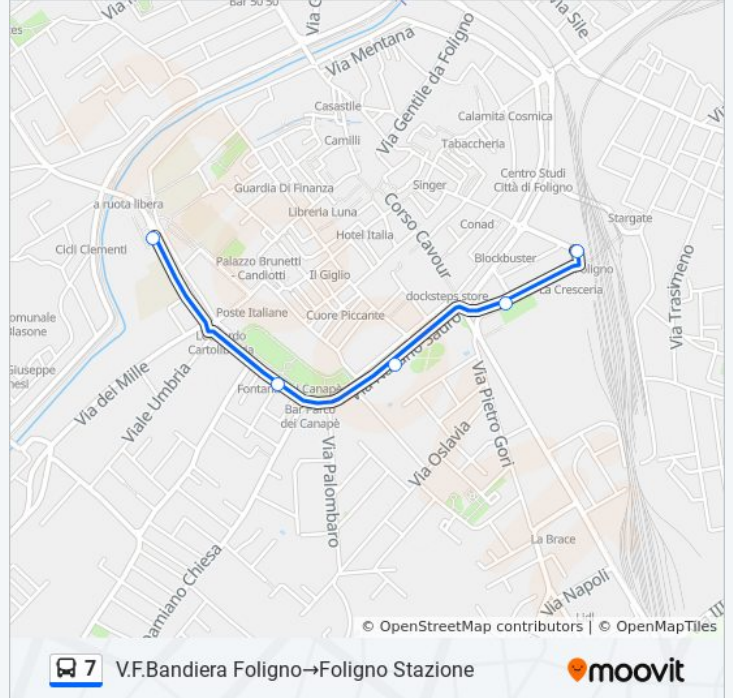 Bar 50 50
Via Sile
Via Mentana
Via Gentile da Foligno
Casastile
Calamita Cosmica
Camilli
Tabaccheria
Centro Studi
Città di Foligno
Guardia Di Finanza
Singer
a ruota libera
Libreria Luna
Corso Cavour
Stargate
Conad
Hotel Italia
Cicli Clementi
Palazzo Brunetti
- Candiotti
Il Giglio
Blockbuster
Via Trasimeno
La Cresceria
docksteps store
Poste Italiane
Cuore Piccante
Via dei Mille
Viale Umbria
Bar Parco
dei Canapè
Via Pietro Gori
Via Oslavia
Via Palombaro
La Brace
Via Napoli
© OpenStreetMap contributors | © OpenMapTiles
7 V.F.Bandiera Foligno→Foligno Stazione
moovit